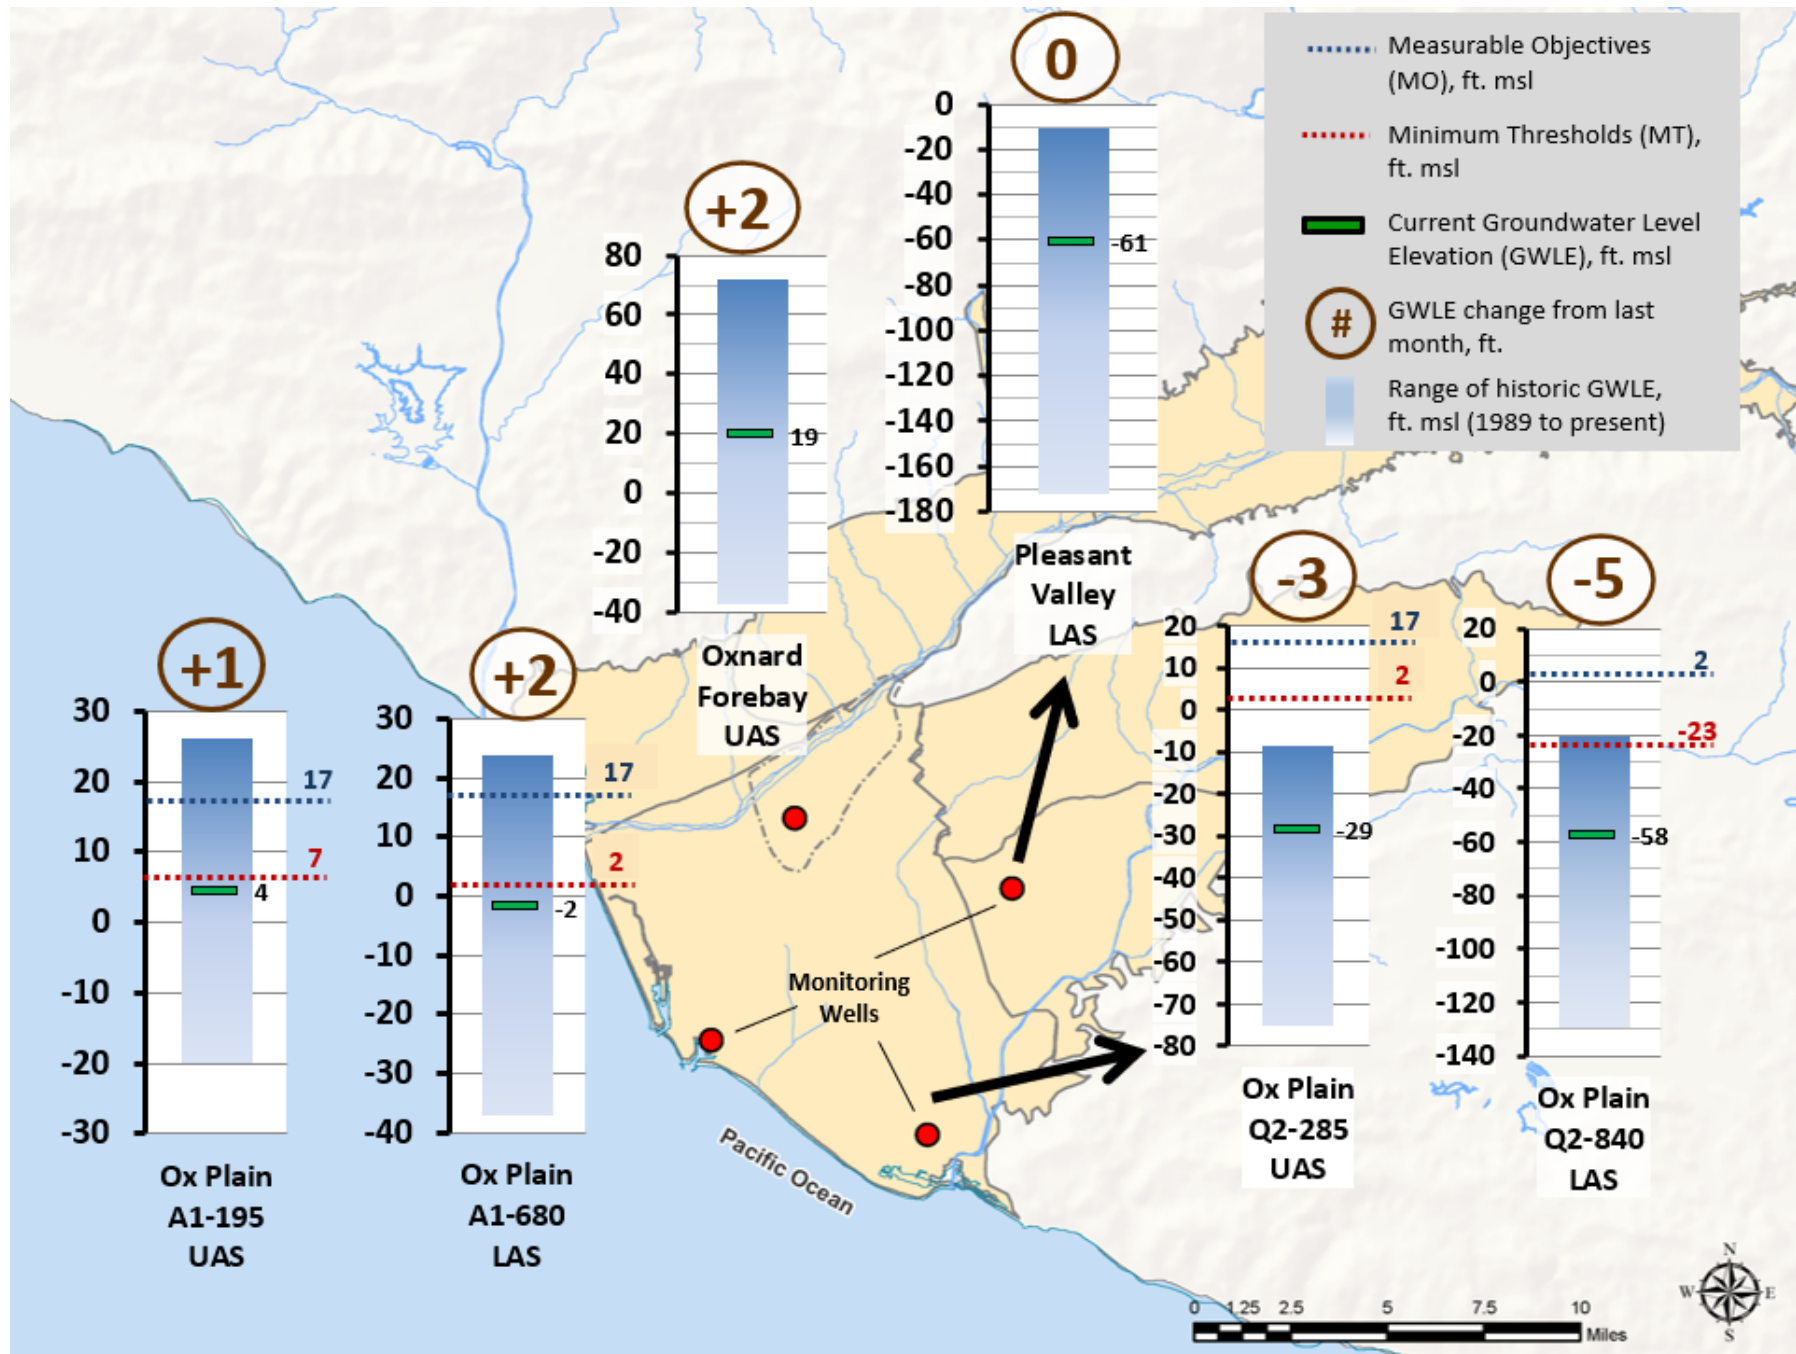 Measurable Objectives
(MO), ft. msl
Minimum Thresholds (MT),
ft. msl
Current Groundwater Level
Elevation (GWLE), ft. msl
#
GWLE change from last
month, ft.
Range of historic GWLE,
ft. msl (1989 to present)
0
0
-20
-40
-60
-80
-100
-120
-140
-160
-180
-61
Pleasant
Valley
LAS
+2
80
60
40
20
0
-20
-40
19
Oxnard
Forebay
UAS
+1
30
20
10
0
-10
-20
-30
17
7
4
Ox Plain
A1-195
UAS
+2
30
20
10
0
-10
-20
-30
-40
17
2
-2
Ox Plain
A1-680
LAS
-3
20
10
0
-10
-20
-30
-40
-50
-60
-70
-80
17
2
-29
Ox Plain
Q2-285
UAS
-5
20
0
-20
-40
-60
-80
-100
-120
-140
2
-23
-58
Ox Plain
Q2-840
LAS
Monitoring
Wells
Pacific Ocean
0 1.25 2.5 5 7.5 10
Miles
N
W E
S